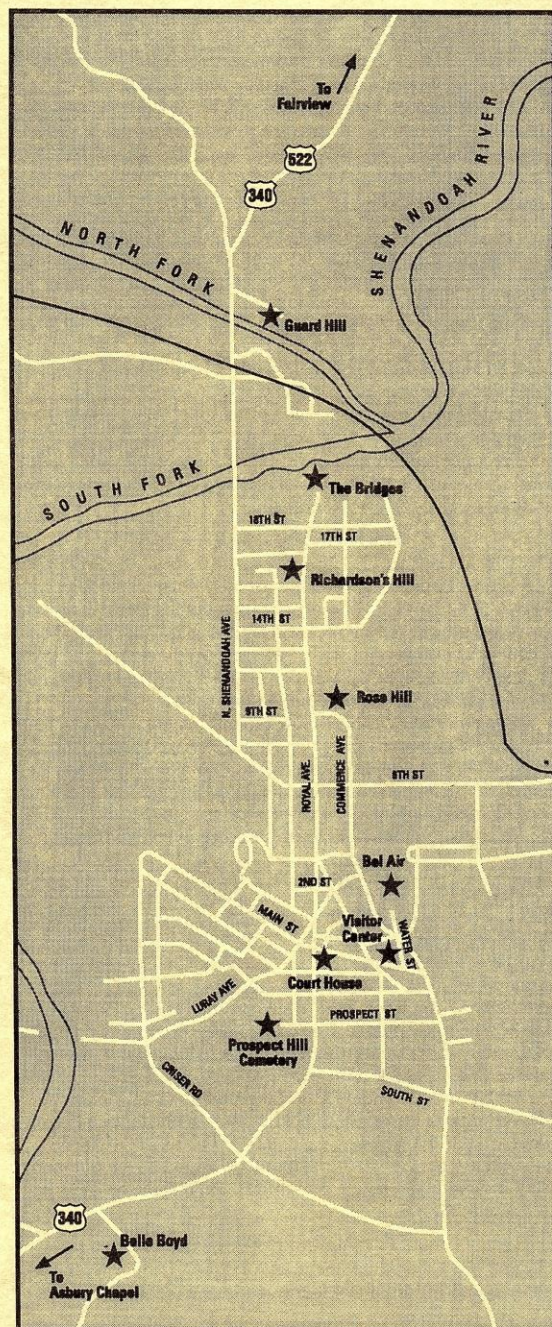 To
Fairview
522
340
SHENANDOAH RIVER
NORTH FORK
Guard Hill
SOUTH FORK
The Bridges
18TH ST
17TH ST
Richardson's Hill
14TH ST
N. SHENANDOAH AVE
Rose Hill
9TH ST
ROYAL AVE
COMMERCE AVE
6TH ST
Bel Air
2ND ST
MAIN ST
Visitor
Center
WATER ST
Court House
LURAY AVE
PROSPECT ST
Prospect Hill
Cemetery
CRISER RD
SOUTH ST
340
Belle Boyd
To
Asbury Chapel